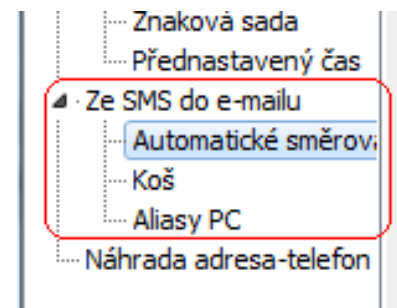 Znaková sada
Přednastavený čas
Ze SMS do e-mailu
Automatické směrova
Koš
Aliasy PC
Náhrada adresa-telefon